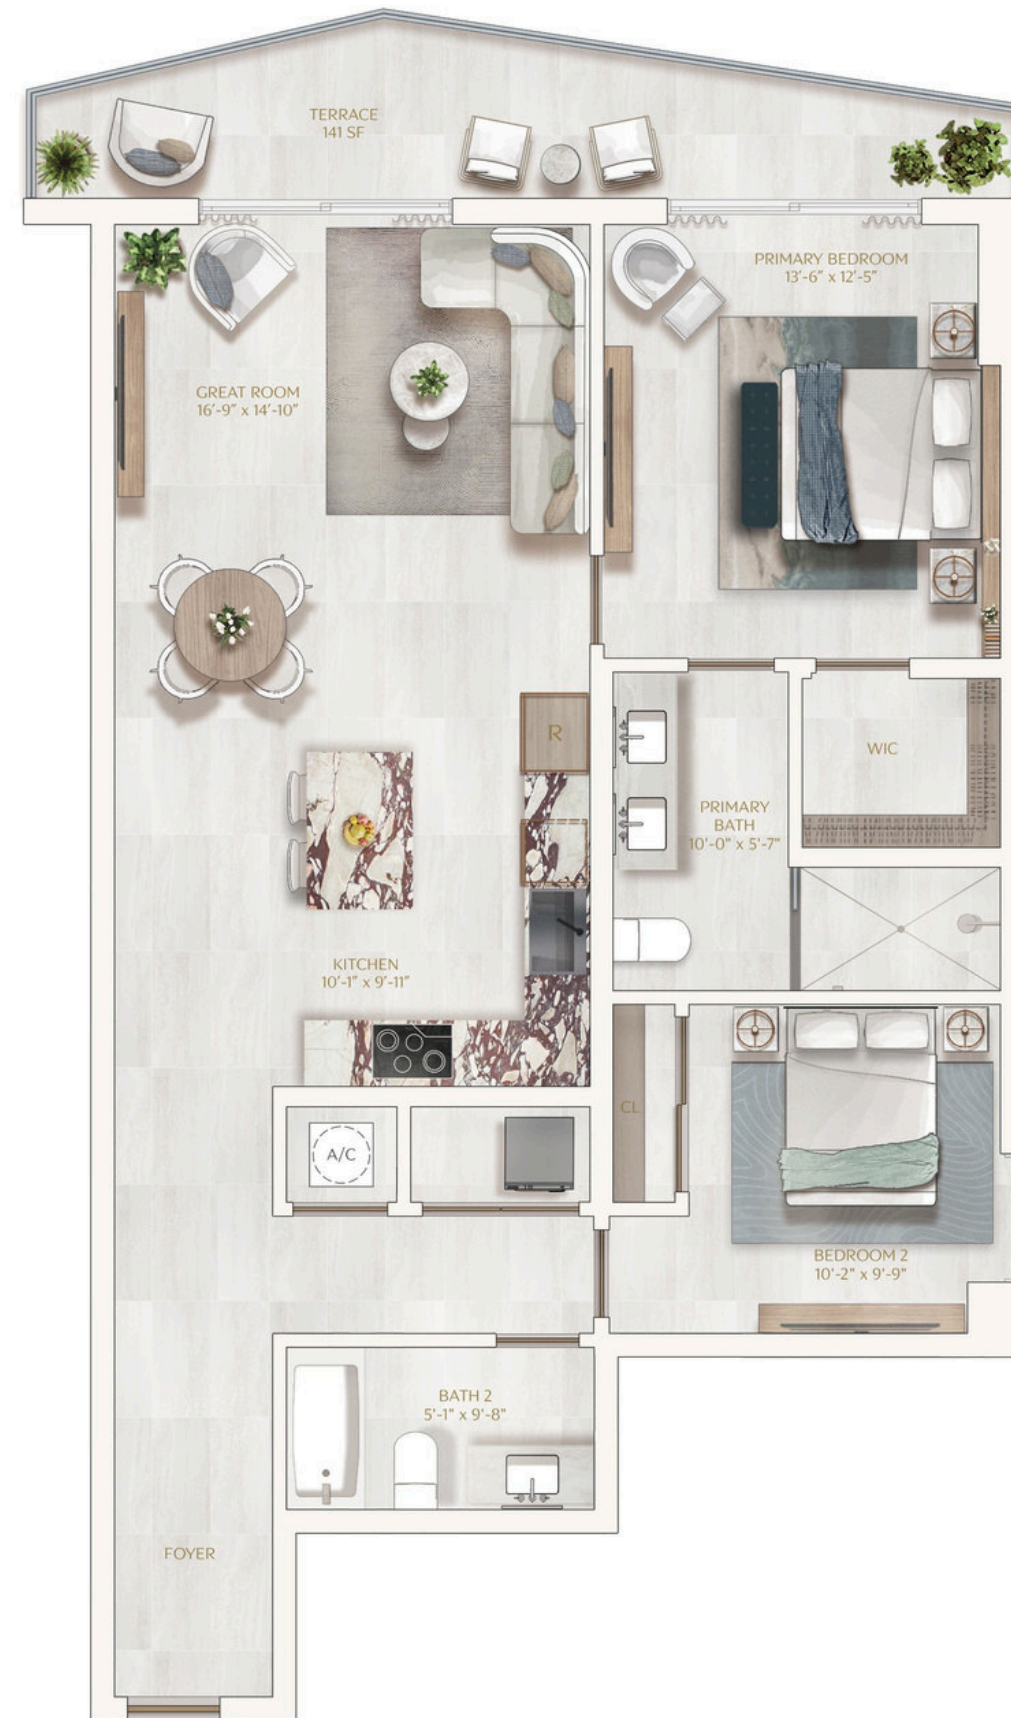 TERRACE
141 SF
PRIMARY BEDROOM
13'-6" x 12'-5"
GREAT ROOM
16'-9" x 14'-10"
R
WIC
PRIMARY
BATH
10'-0" x 5'-7"
KITCHEN
10'-1" x 9'-11"
CL
A/C
BEDROOM 2
10'-2" x 9'-9"
BATH 2
5'-1" x 9'-8"
FOYER